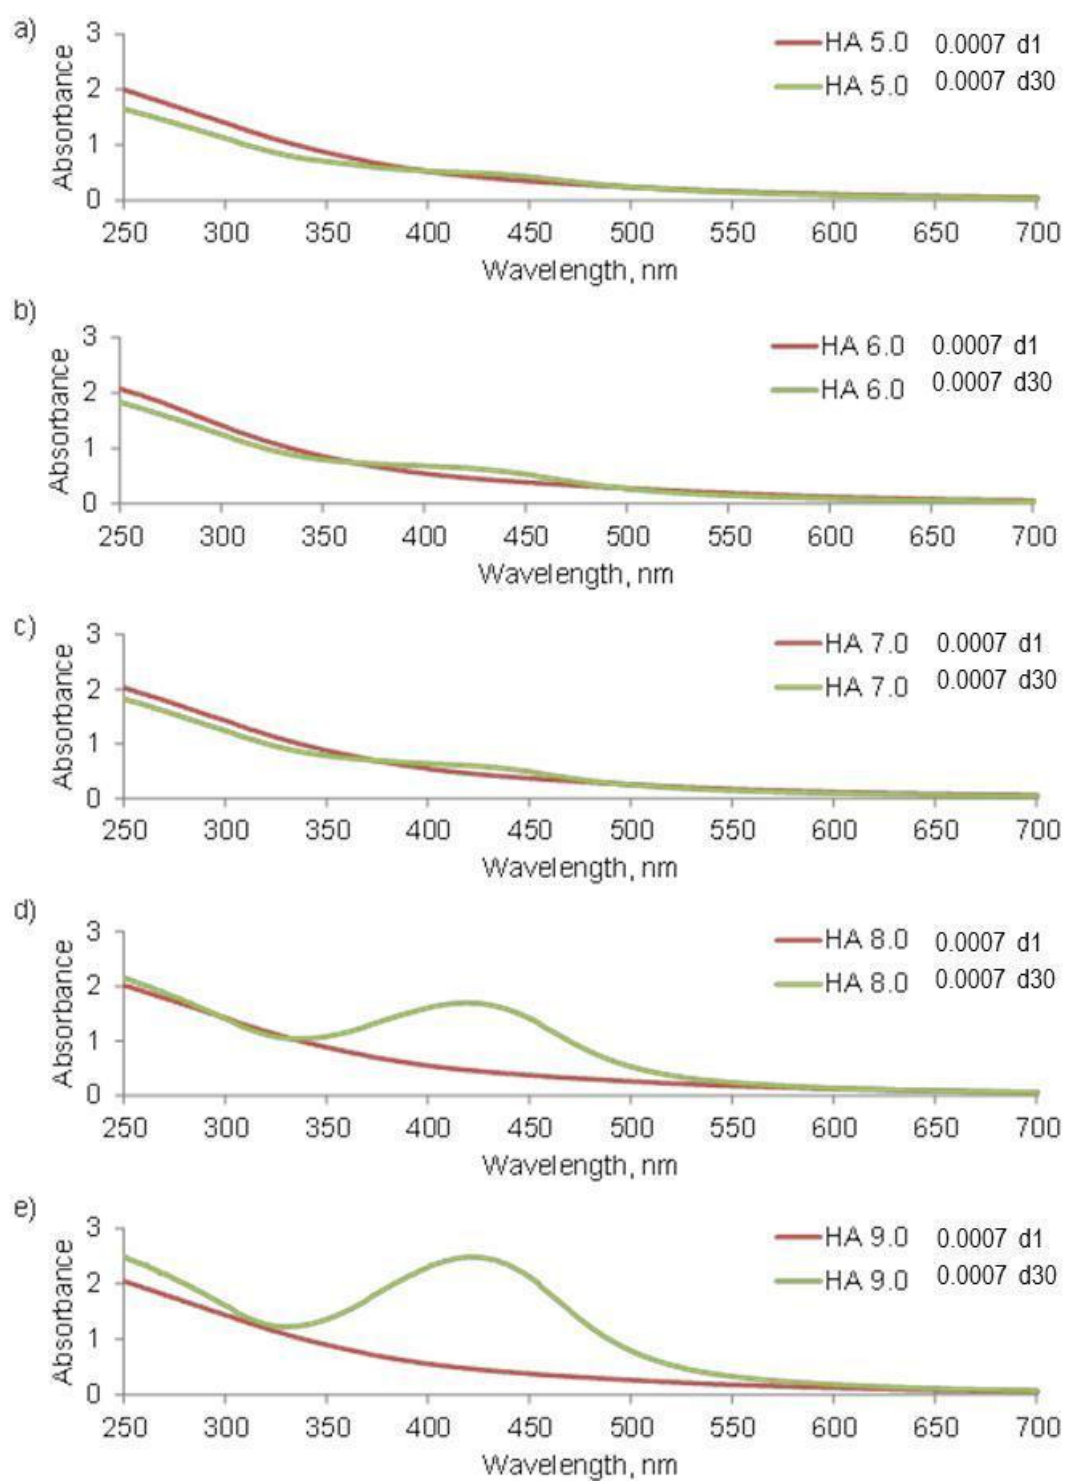 a)
3
2
1
0
Absorbance
HA 5.0 0.0007 d1
HA 5.0 0.0007 d30
250 300 350 400 450 500 550 600 650 700
Wavelength, nm
b)
3
2
1
0
Absorbance
HA 6.0 0.0007 d1
HA 6.0 0.0007 d30
250 300 350 400 450 500 550 600 650 700
Wavelength, nm
c)
3
2
1
0
Absorbance
HA 7.0 0.0007 d1
HA 7.0 0.0007 d30
250 300 350 400 450 500 550 600 650 700
Wavelength, nm
d)
3
2
1
0
Absorbance
HA 8.0 0.0007 d1
HA 8.0 0.0007 d30
250 300 350 400 450 500 550 600 650 700
Wavelength, nm
e)
3
2
1
0
Absorbance
HA 9.0 0.0007 d1
HA 9.0 0.0007 d30
250 300 350 400 450 500 550 600 650 700
Wavelength, nm